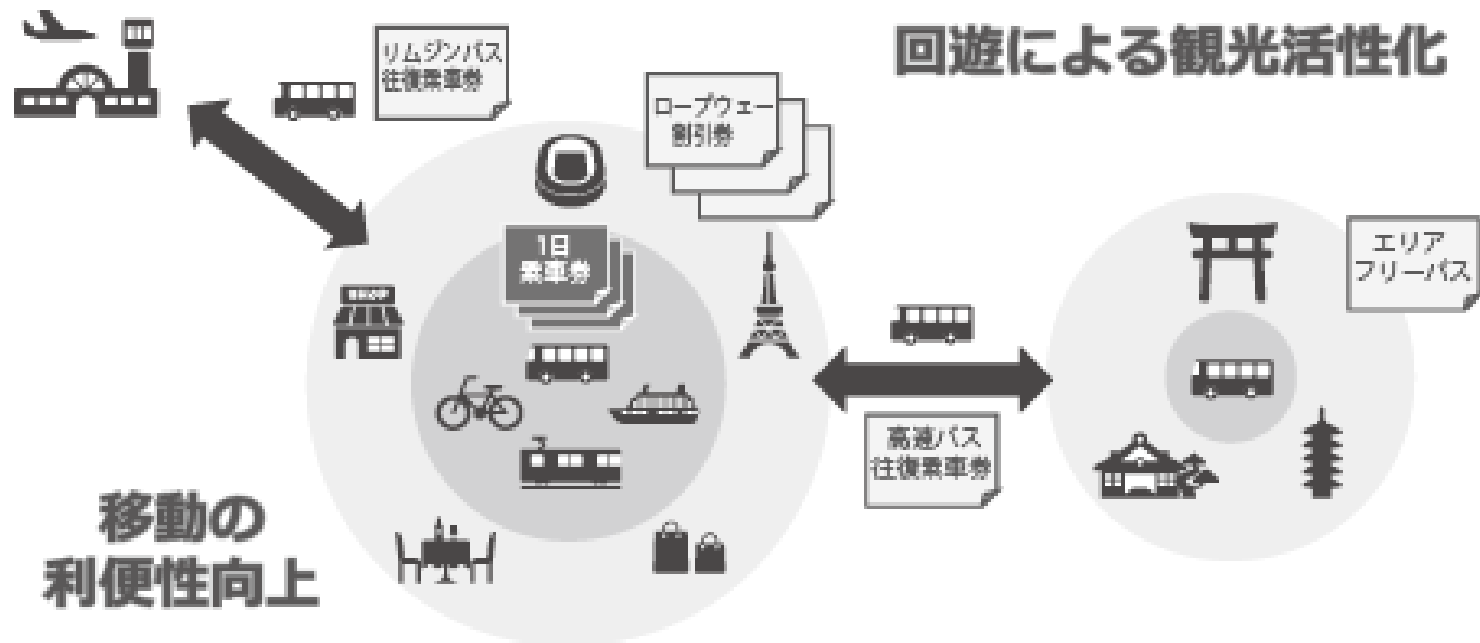 リムジンバス
往復乗車券
回遊による観光活性化
ロープウェー
割引券
1日
乗車券
SHOP
エリア
フリーパス
高速バス
往復乗車券
移動の
利便性向上